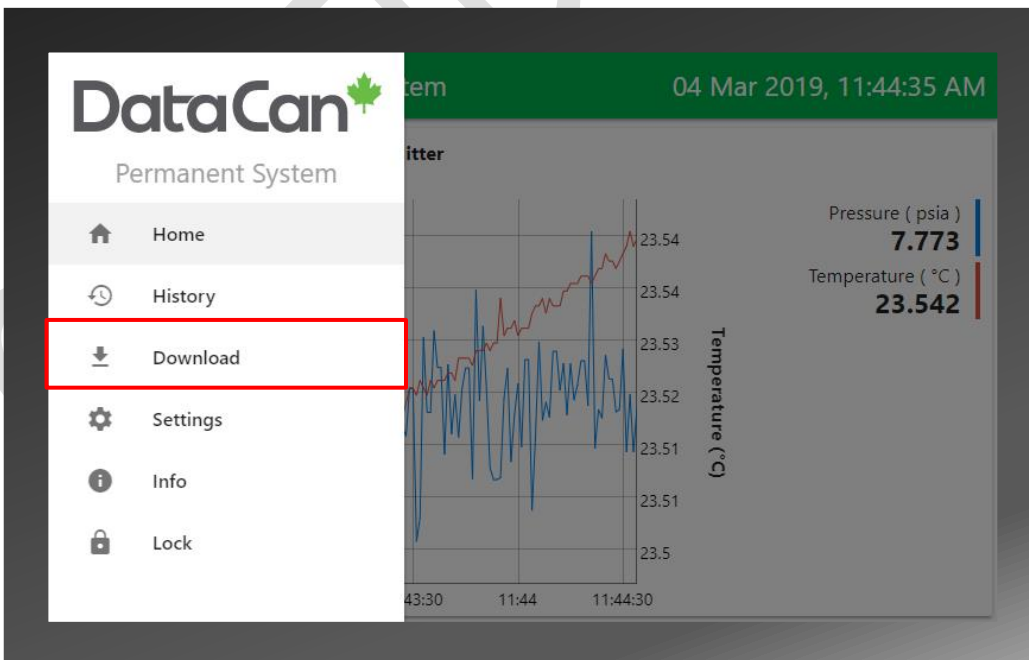 DataCan
Permanent System
Home
History
Download
Settings
Info
Lock
tem
04 Mar 2019, 11:44:35 AM
itter
23.54
23.54
23.53
23.52
23.51
23.51
23.5
43:30 11:44 11:44:30
Temperature (°C)
Pressure ( psia )
7.773
Temperature ( °C )
23.542